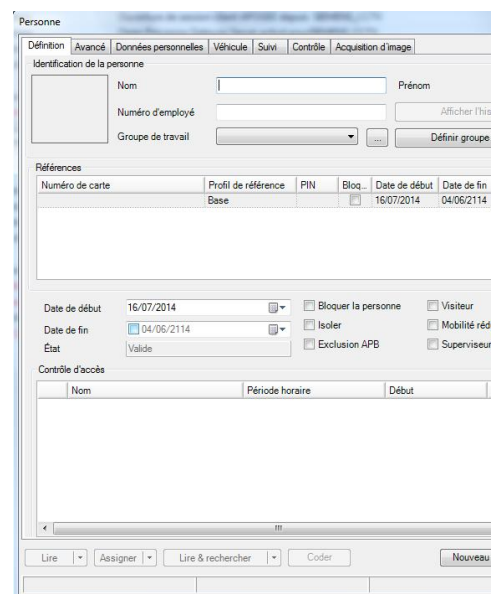 Personne
Définition Avancé Données personnelles Véhicule Suivi Contrôle Acquisition d'image
Identification de la personne
Nom Prénom
Numéro d'employé Afficher l'his
Groupe de travail ... Définir groupe
Références
Numéro de carte Profil de référence PIN Bloq... Date de début Date de fin
Base 16/07/2014 04/06/2114
Date de début 16/07/2014 Bloquer la personne Visiteur
Date de fin 04/06/2114 Isoler Mobilité réd
État Valide Exclusion APB Superviseur
Contrôle d'accès
Nom Période horaire Début
Lire Assigner Lire & rechercher Coder Nouveau